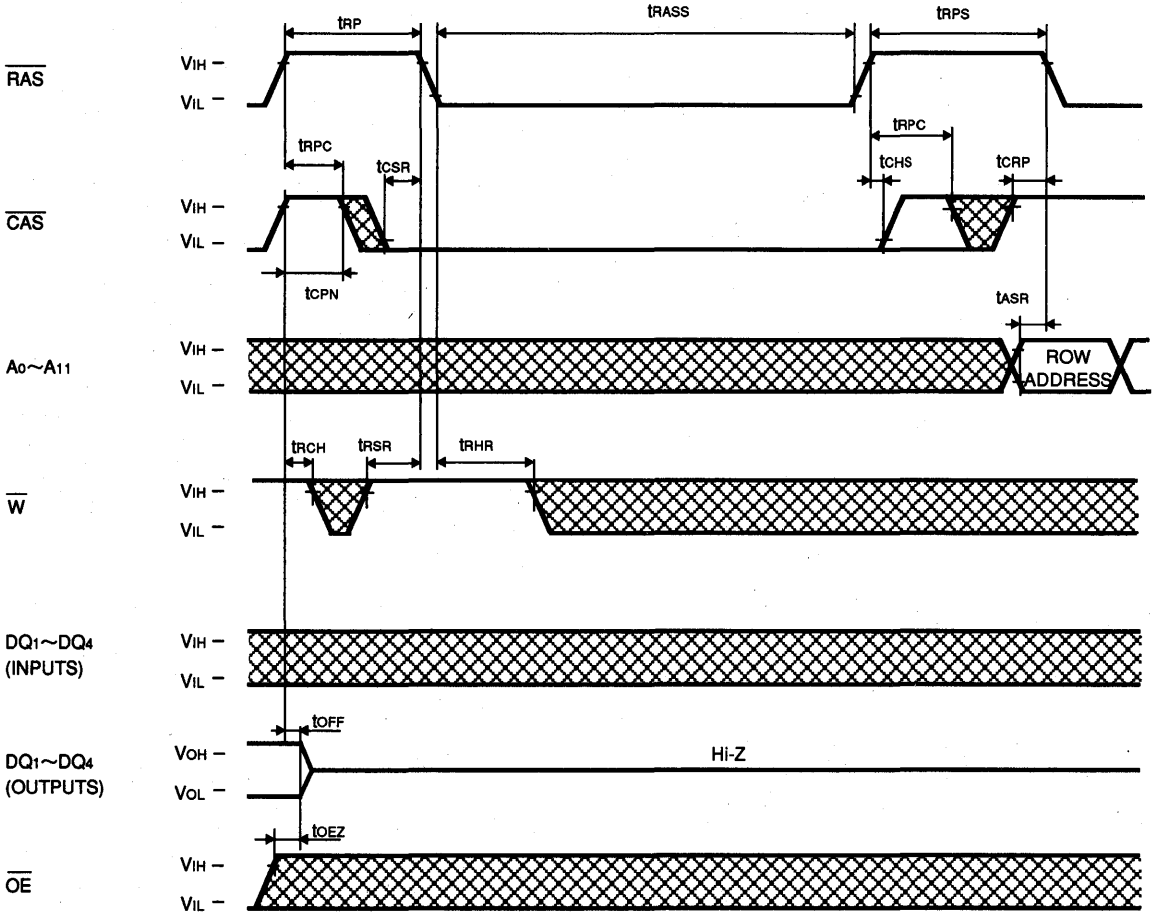 tRP
tRASS
tRPS
RAS
VIH
VIL
tRPC
tCSR
tRPC
tCHS
tCRP
CAS
VIH
VIL
tCPN
tASR
A0~A11
VIH
VIL
ROW
ADDRESS
tRCH
tRSR
tRHR
W
VIH
VIL
DQ1~DQ4
(INPUTS)
VIH
VIL
tOFF
DQ1~DQ4
(OUTPUTS)
VOH
VOL
Hi-Z
tOEZ
OE
VIH
VIL